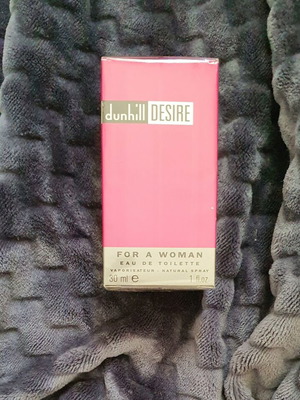 dunhill DESIRE
FOR A WOMAN
EAU DE TOILETTE
VAPORISATEUR - NATURAL SPRAY
30 ml ℮ 1 fl oz